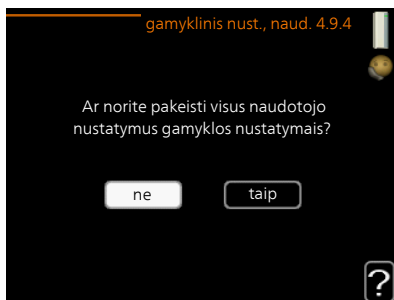 gamyklinis nust., naud. 4.9.4
Ar norite pakeisti visus naudotojo
nustatymus gamyklos nustatymais?
ne
taip
?